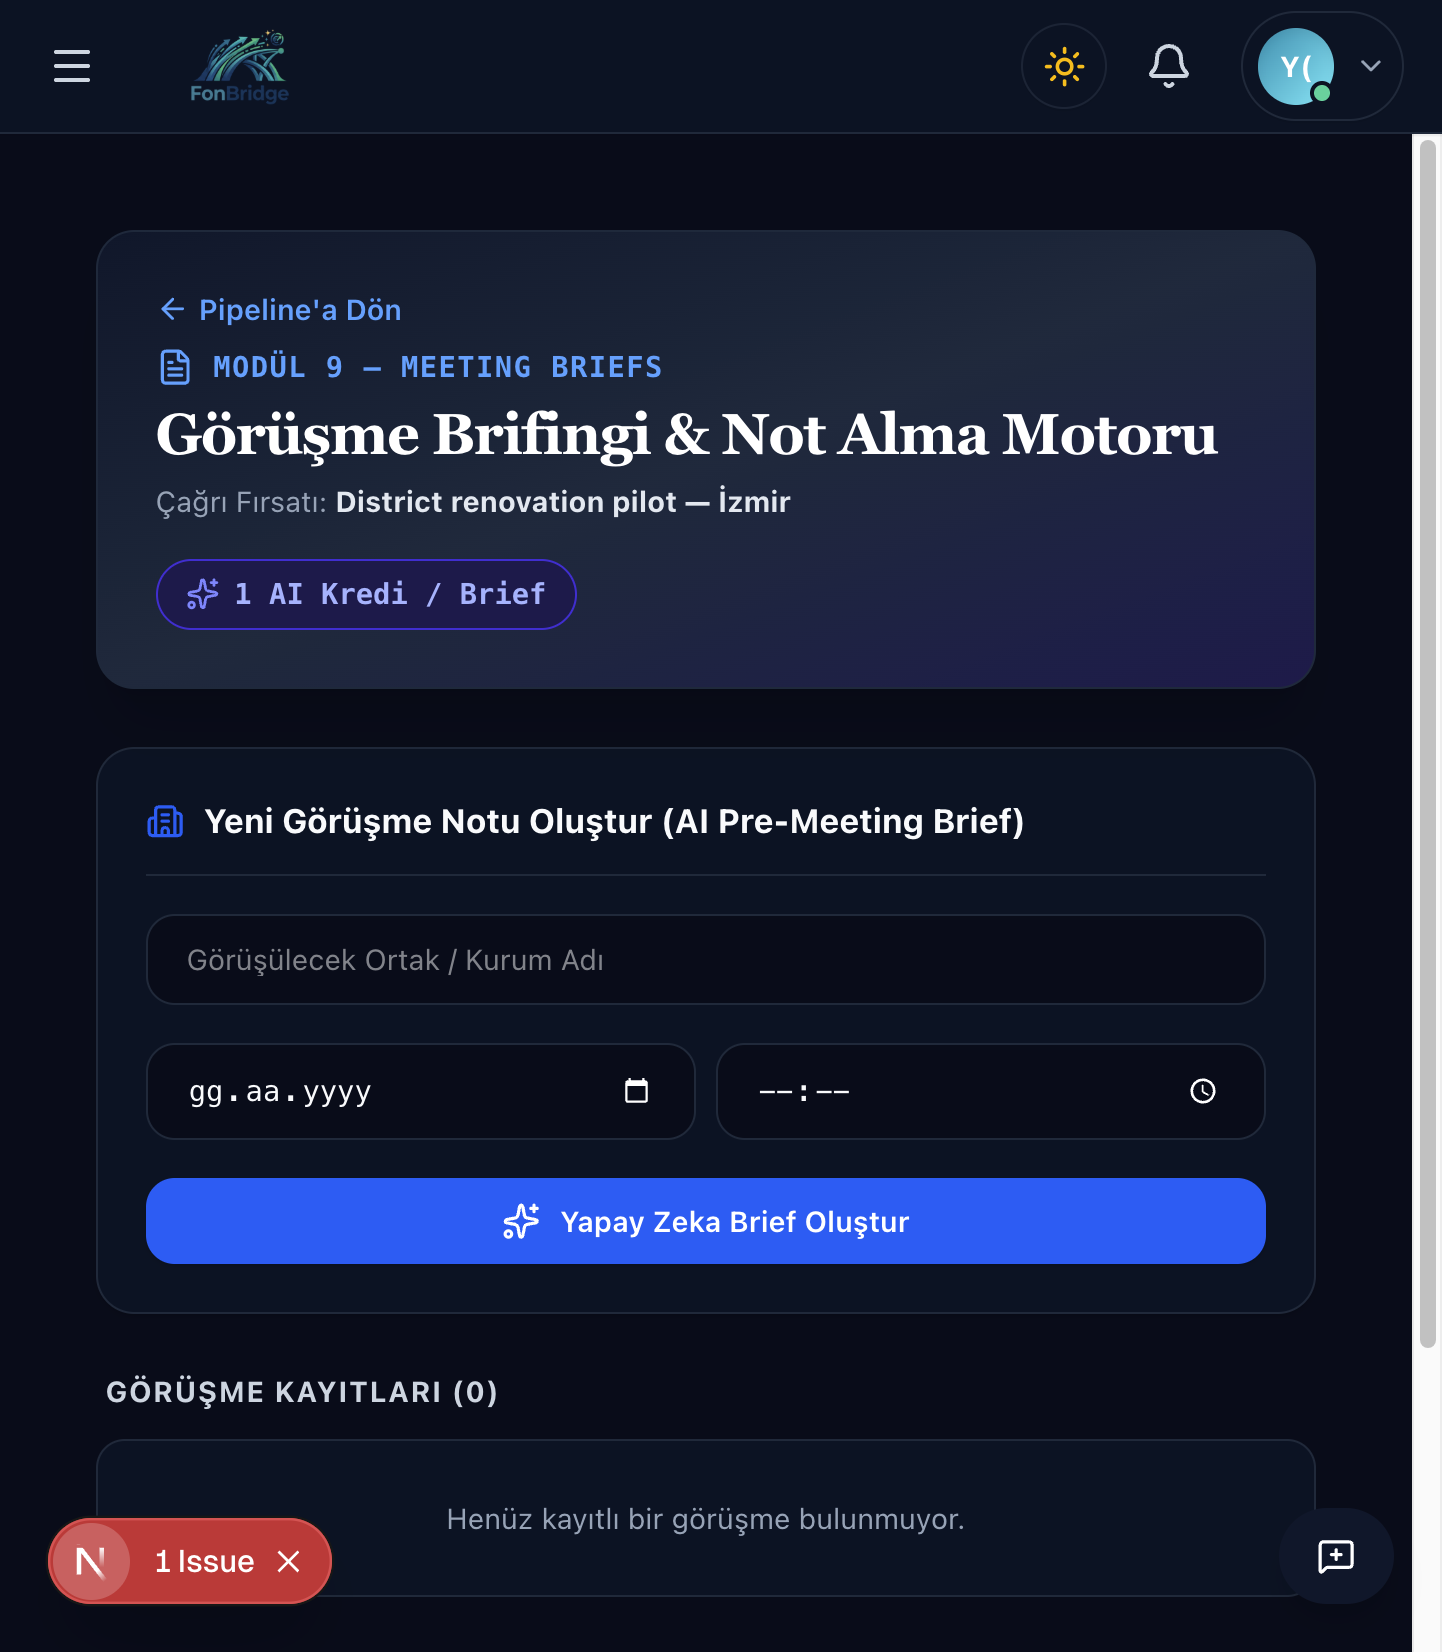 FonBridge
Y(
Pipeline'a Dön
MODÜL 9 — MEETING BRIEFS
Görüşme Brifingi & Not Alma Motoru
Çağrı Fırsatı: District renovation pilot — İzmir
1 AI Kredi / Brief
Yeni Görüşme Notu Oluştur (AI Pre-Meeting Brief)
Görüşülecek Ortak / Kurum Adı
gg.aa.yyyy
--:--
Yapay Zeka Brief Oluştur
GÖRÜŞME KAYITLARI (0)
Henüz kayıtlı bir görüşme bulunmuyor.
N 1 Issue